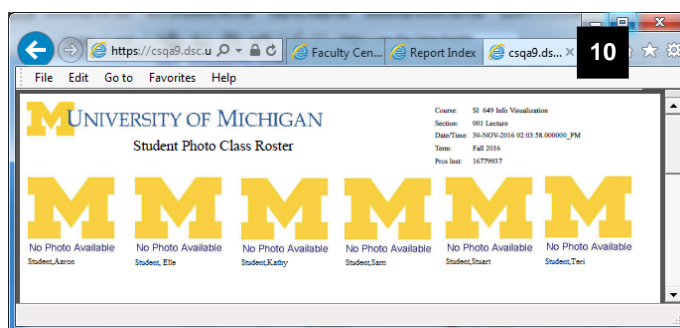 10
https://csqa9.dsc.u
Faculty Cen...
Report Index
csqa9.ds...
File Edit Go to Favorites Help
M UNIVERSITY OF MICHIGAN
Student Photo Class Roster
Course: SI 649 Info Visualization
Section: 001 Lecture
Date/Time: 30-NOV-2016 02:03:58.000000_PM
Term: Fall 2016
Prcs Inst: 16779937
M M M M M M
No Photo Available No Photo Available No Photo Available No Photo Available No Photo Available No Photo Available
Student,Aaron Student, Elle Student,Kathy Student,Sam Student,Stuart Student,Teri